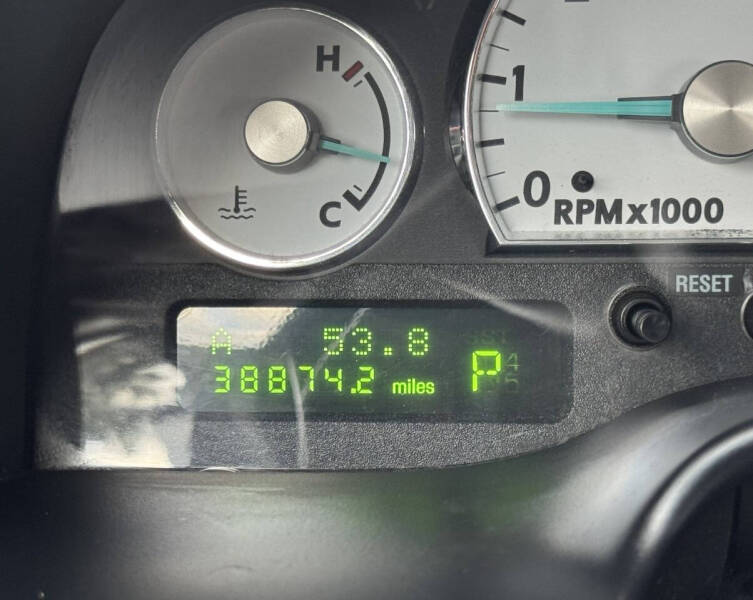 H
C
1
0
RPMx1000
RESET
A 53.8
38874.2 miles P